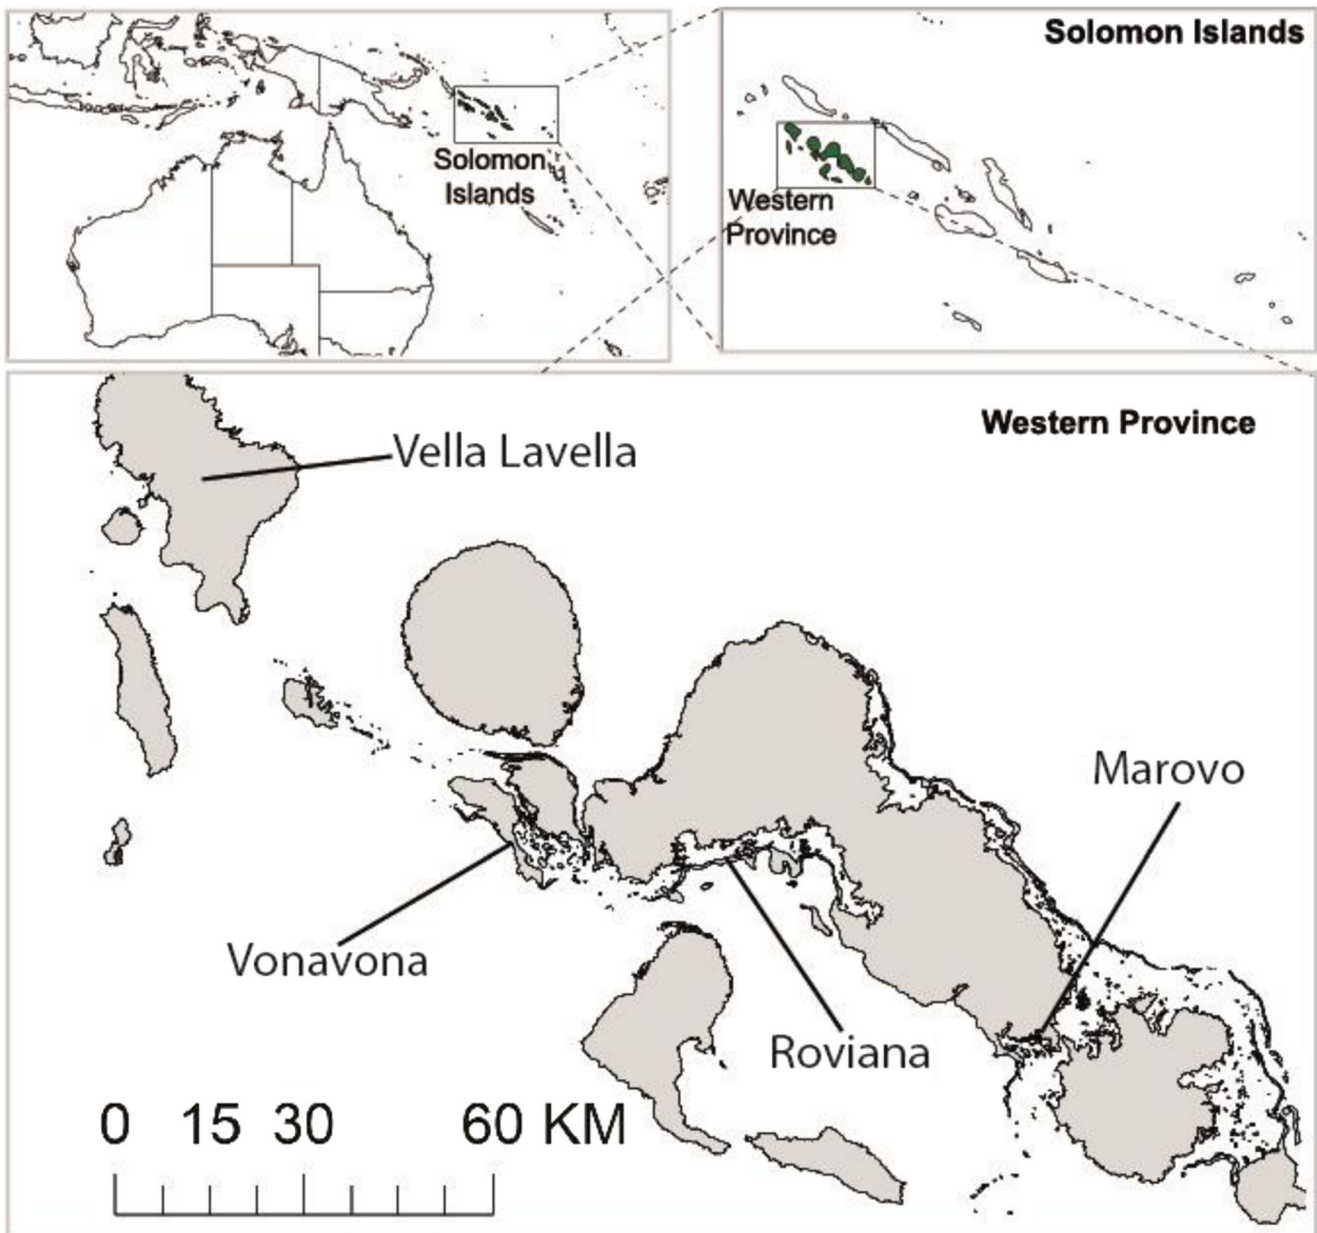 Solomon Islands
Solomon
Islands
Western
Province
Western Province
Vella Lavella
Marovo
Vonavona
Roviana
0 15 30 60 KM